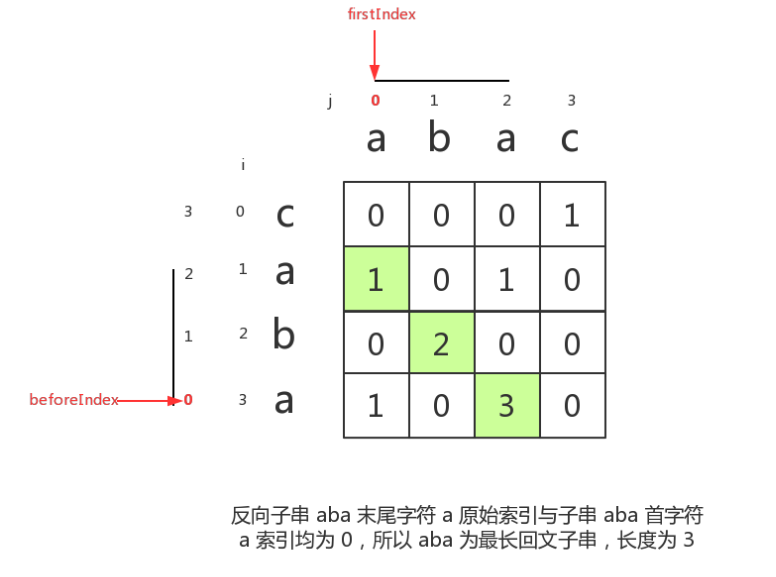 firstIndex
j 0 1 2 3
a b a c
i
3 0 c 0 0 0 1
2 1 a 1 0 1 0
1 2 b 0 2 0 0
beforeIndex 0 3 a 1 0 3 0
反向子串 aba 末尾字符 a 原始索引与子串 aba 首字符
a 索引均为 0，所以 aba 为最长回文子串，长度为 3